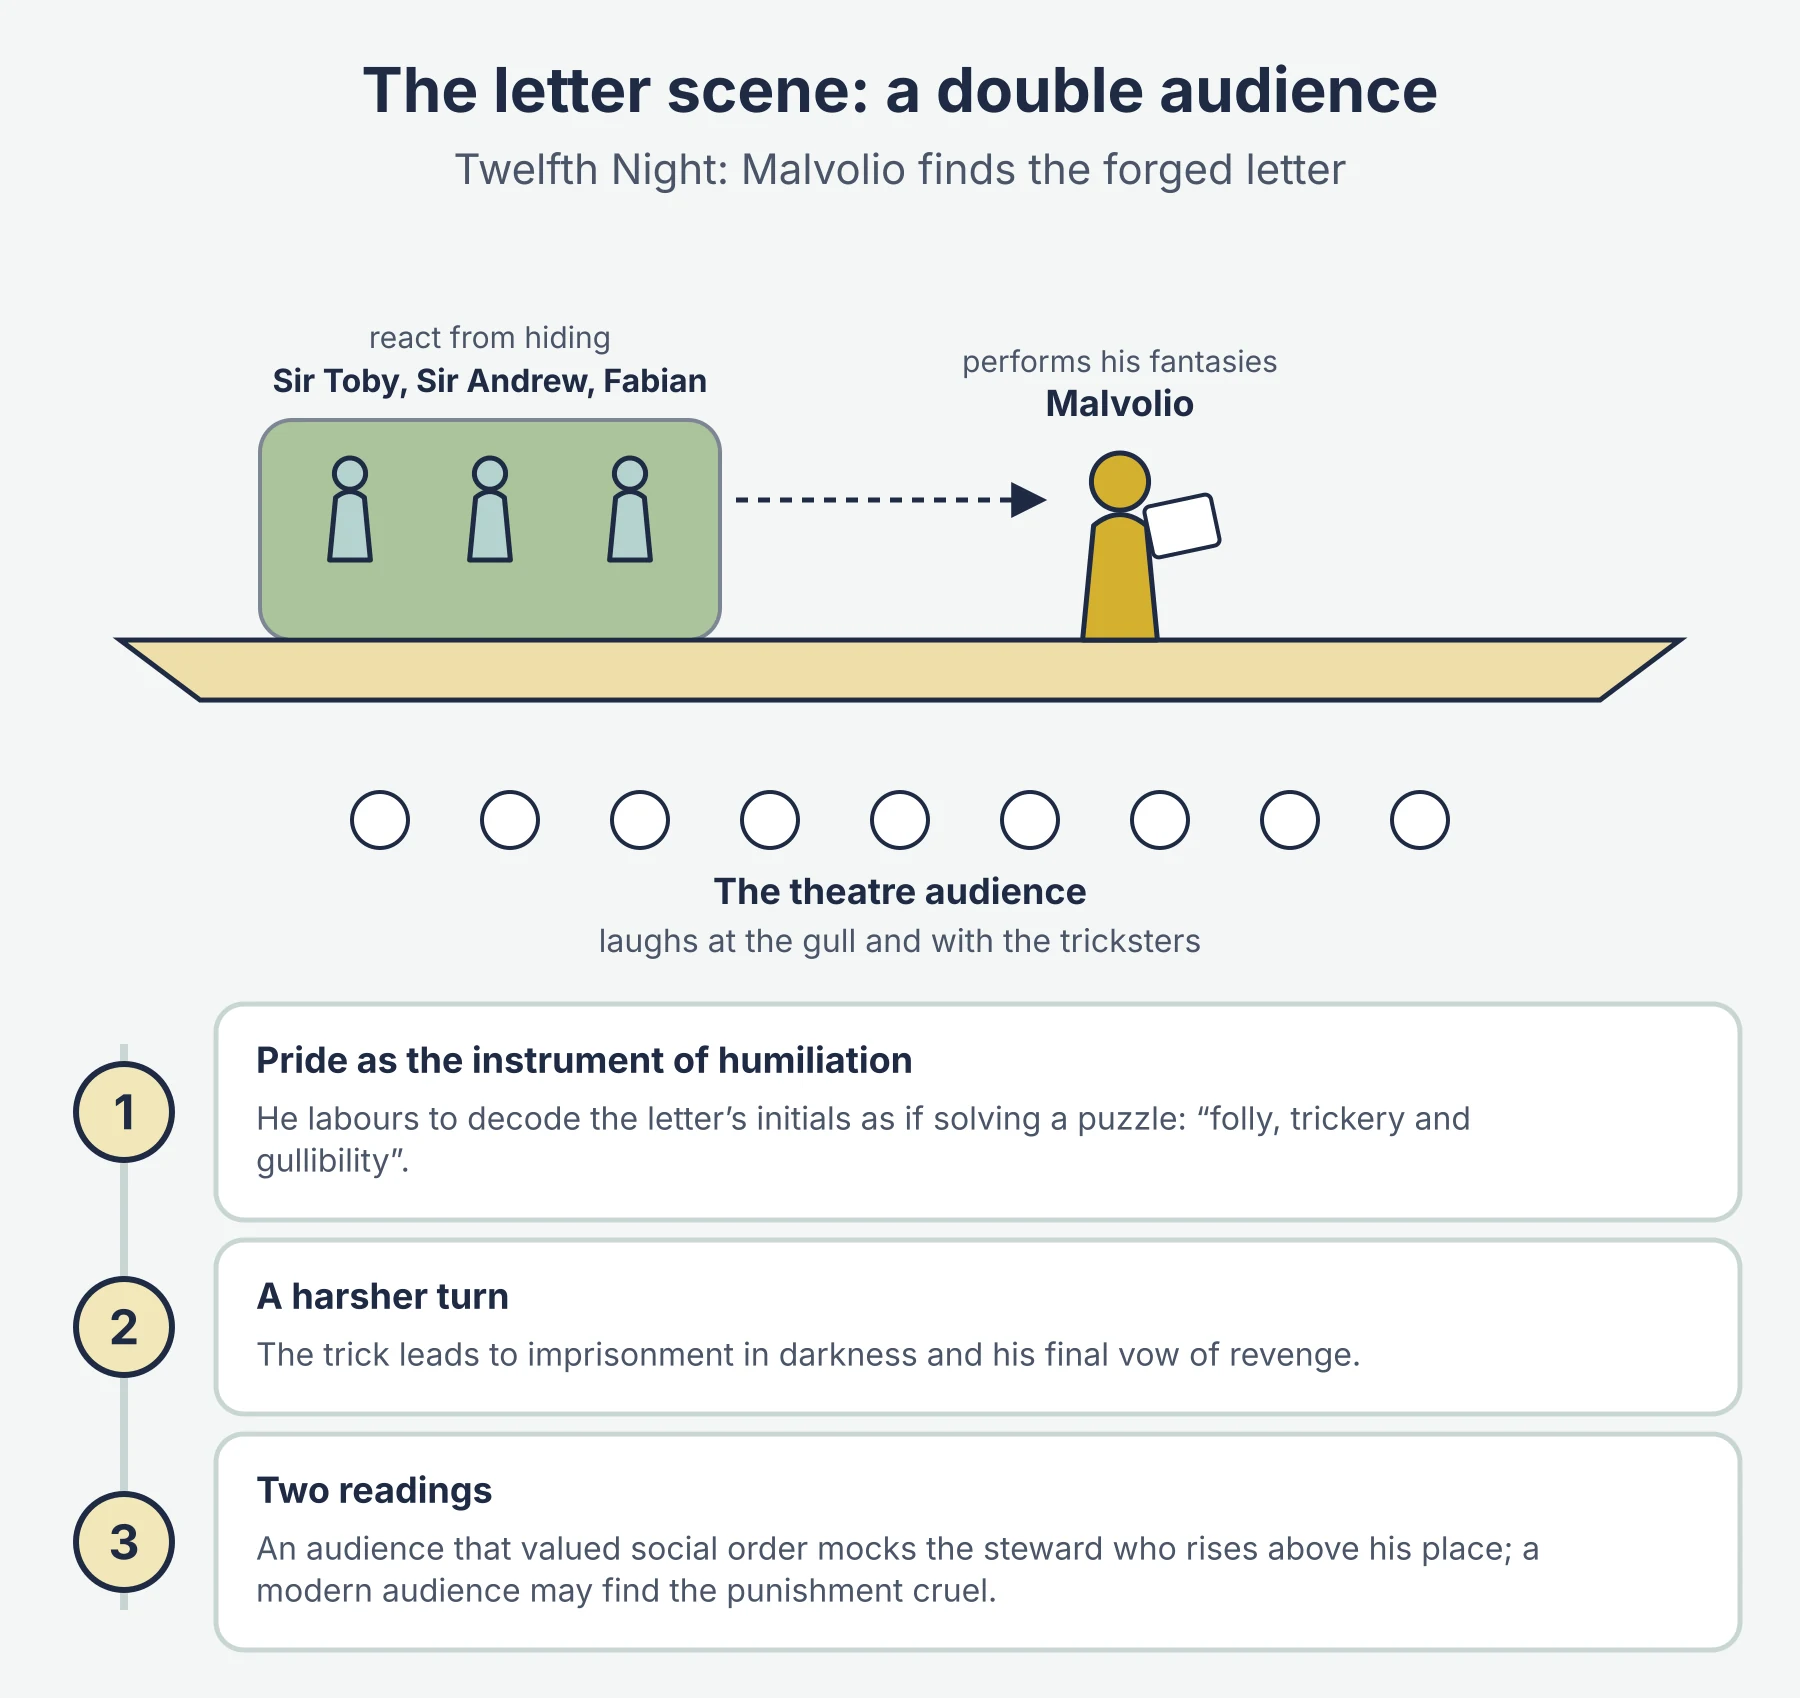 The letter scene: a double audience
Twelfth Night: Malvolio finds the forged letter
react from hiding
Sir Toby, Sir Andrew, Fabian
performs his fantasies
Malvolio
The theatre audience
laughs at the gull and with the tricksters
1
Pride as the instrument of humiliation
He labours to decode the letter’s initials as if solving a puzzle: “folly, trickery and
gullibility”.
2
A harsher turn
The trick leads to imprisonment in darkness and his final vow of revenge.
3
Two readings
An audience that valued social order mocks the steward who rises above his place; a
modern audience may find the punishment cruel.